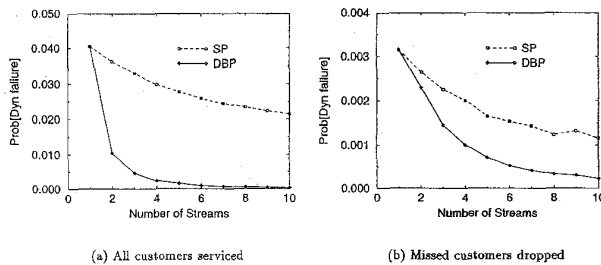 0.050
0.040
0.030
0.020
0.010
0.000
Prob[Dyn failure]
SP
DBP
0 2 4 6 8 10
Number of Streams
(a) All customers serviced
0.004
0.003
0.002
0.001
0.000
Prob[Dyn failure]
SP
DBP
0 2 4 6 8 10
Number of Streams
(b) Missed customers dropped